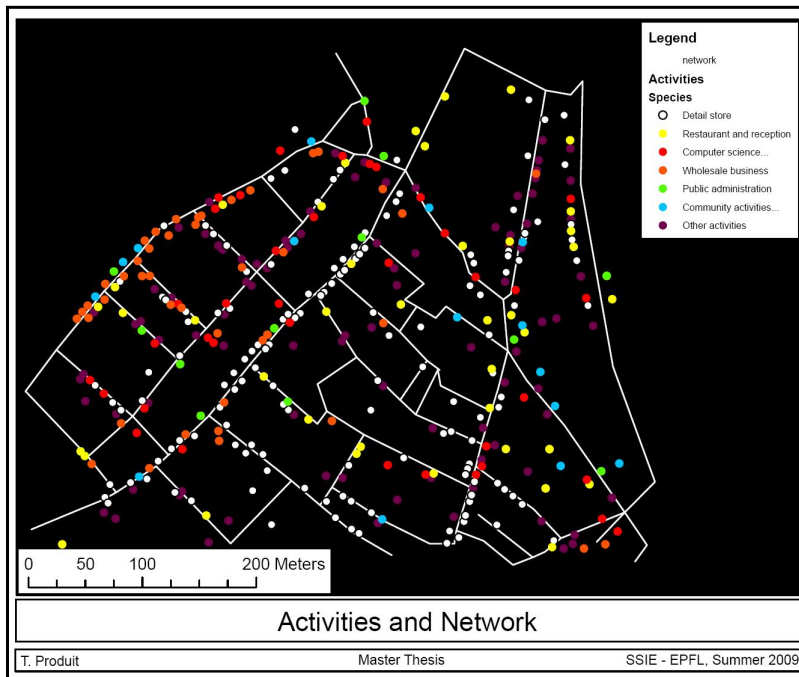 Legend
network
Activities
Species
Detail store
Restaurant and reception
Computer science...
Wholesale business
Public administration
Community activities...
Other activities
0 50 100 200 Meters
Activities and Network
T. Produit Master Thesis SSIE - EPFL, Summer 2009